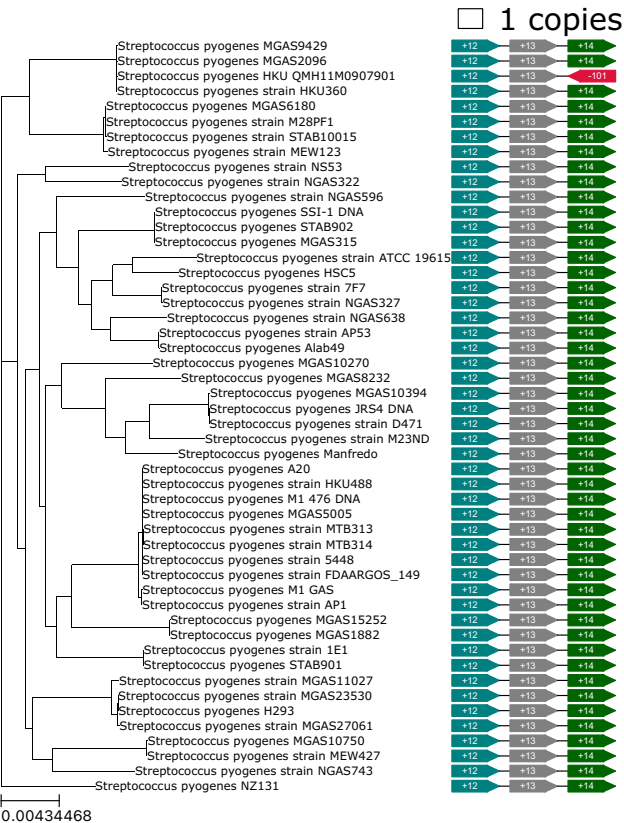 1 copies
Streptococcus pyogenes MGAS9429 +12 +13 +14
Streptococcus pyogenes MGAS2096 +12 +13 +14
Streptococcus pyogenes HKU QMH11M0907901 +12 +13 -101
Streptococcus pyogenes strain HKU360 +12 +13 +14
Streptococcus pyogenes MGAS6180 +12 +13 +14
Streptococcus pyogenes strain M28PF1 +12 +13 +14
Streptococcus pyogenes strain STAB10015 +12 +13 +14
Streptococcus pyogenes strain MEW123 +12 +13 +14
Streptococcus pyogenes strain NS53 +12 +13 +14
Streptococcus pyogenes strain NGAS322 +12 +13 +14
Streptococcus pyogenes strain NGAS596 +12 +13 +14
Streptococcus pyogenes SSI-1 DNA +12 +13 +14
Streptococcus pyogenes STAB902 +12 +13 +14
Streptococcus pyogenes MGAS315 +12 +13 +14
Streptococcus pyogenes strain ATCC 19615 +12 +13 +14
Streptococcus pyogenes HSC5 +12 +13 +14
Streptococcus pyogenes strain 7F7 +12 +13 +14
Streptococcus pyogenes strain NGAS327 +12 +13 +14
Streptococcus pyogenes strain NGAS638 +12 +13 +14
Streptococcus pyogenes strain AP53 +12 +13 +14
Streptococcus pyogenes Alab49 +12 +13 +14
Streptococcus pyogenes MGAS10270 +12 +13 +14
Streptococcus pyogenes MGAS8232 +12 +13 +14
Streptococcus pyogenes MGAS10394 +12 +13 +14
Streptococcus pyogenes JRS4 DNA +12 +13 +14
Streptococcus pyogenes strain D471 +12 +13 +14
Streptococcus pyogenes strain M23ND +12 +13 +14
Streptococcus pyogenes Manfredo +12 +13 +14
Streptococcus pyogenes A20 +12 +13 +14
Streptococcus pyogenes strain HKU488 +12 +13 +14
Streptococcus pyogenes M1 476 DNA +12 +13 +14
Streptococcus pyogenes MGAS5005 +12 +13 +14
Streptococcus pyogenes strain MTB313 +12 +13 +14
Streptococcus pyogenes strain MTB314 +12 +13 +14
Streptococcus pyogenes strain 5448 +12 +13 +14
Streptococcus pyogenes strain FDAARGOS_149 +12 +13 +14
Streptococcus pyogenes M1 GAS +12 +13 +14
Streptococcus pyogenes strain AP1 +12 +13 +14
Streptococcus pyogenes MGAS15252 +12 +13 +14
Streptococcus pyogenes MGAS1882 +12 +13 +14
Streptococcus pyogenes strain 1E1 +12 +13 +14
Streptococcus pyogenes STAB901 +12 +13 +14
Streptococcus pyogenes strain MGAS11027 +12 +13 +14
Streptococcus pyogenes strain MGAS23530 +12 +13 +14
Streptococcus pyogenes H293 +12 +13 +14
Streptococcus pyogenes strain MGAS27061 +12 +13 +14
Streptococcus pyogenes MGAS10750 +12 +13 +14
Streptococcus pyogenes strain MEW427 +12 +13 +14
Streptococcus pyogenes strain NGAS743 +12 +13 +14
Streptococcus pyogenes NZ131 +12 +13 +14
0.00434468